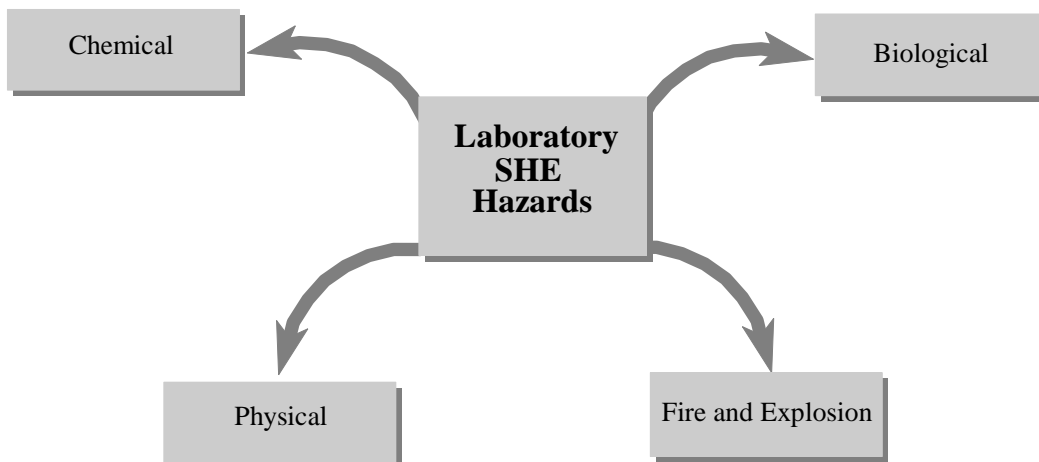 Chemical
Biological
Laboratory
SHE
Hazards
Physical
Fire and Explosion